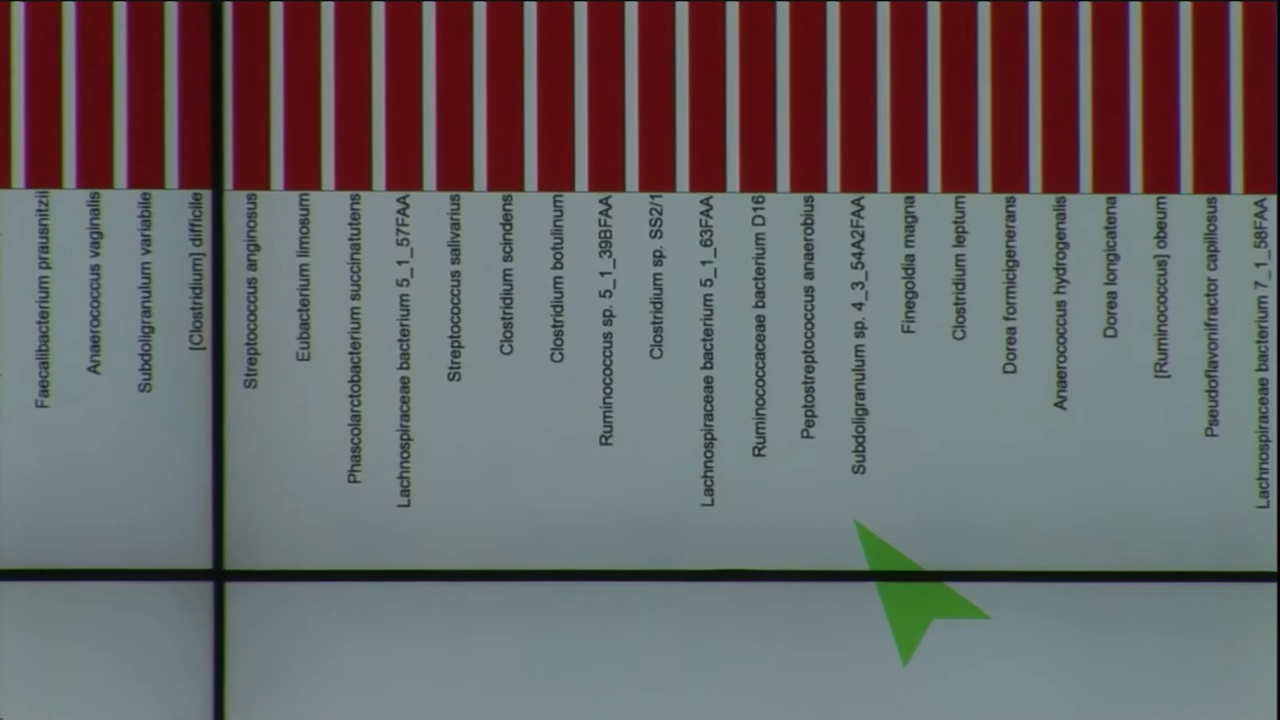 Faecalibacterium prausnitzii
Anaerococcus vaginalis
Subdoligranulum variabile
[Clostridium] difficile
Streptococcus anginosus
Eubacterium limosum
Phascolarctobacterium succinatutens
Lachnospiraceae bacterium 5_1_57FAA
Streptococcus salivarius
Clostridium scindens
Clostridium botulinum
Ruminococcus sp. 5_1_39BFAA
Clostridium sp. SS2/1
Lachnospiraceae bacterium 5_1_63FAA
Ruminococcaceae bacterium D16
Peptostreptococcus anaerobius
Subdoligranulum sp. 4_3_54A2FAA
Finegoldia magna
Clostridium leptum
Dorea formicigenerans
Anaerococcus hydrogenalis
Dorea longicatena
[Ruminococcus] obeum
Pseudoflavonifractor capillosus
Lachnospiraceae bacterium 7_1_58FAA